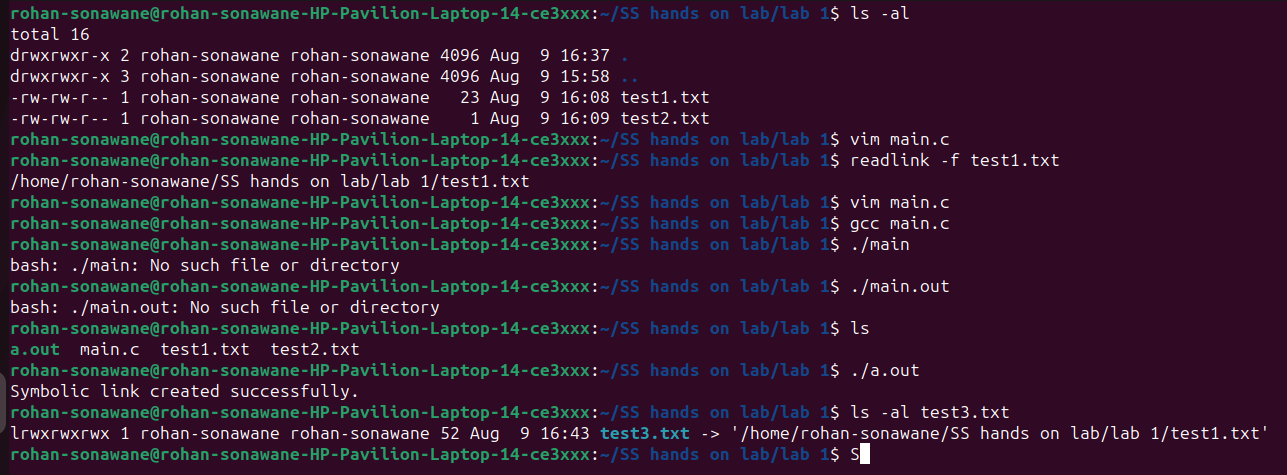 rohan-sonawane@rohan-sonawane-HP-Pavilion-Laptop-14-ce3xxx:~/SS hands on lab/lab 1$ ls -al
total 16
drwxrwxr-x 2 rohan-sonawane rohan-sonawane 4096 Aug  9 16:37 .
drwxrwxr-x 3 rohan-sonawane rohan-sonawane 4096 Aug  9 15:58 ..
-rw-rw-r-- 1 rohan-sonawane rohan-sonawane   23 Aug  9 16:08 test1.txt
-rw-rw-r-- 1 rohan-sonawane rohan-sonawane    1 Aug  9 16:09 test2.txt
rohan-sonawane@rohan-sonawane-HP-Pavilion-Laptop-14-ce3xxx:~/SS hands on lab/lab 1$ vim main.c
rohan-sonawane@rohan-sonawane-HP-Pavilion-Laptop-14-ce3xxx:~/SS hands on lab/lab 1$ readlink -f test1.txt
/home/rohan-sonawane/SS hands on lab/lab 1/test1.txt
rohan-sonawane@rohan-sonawane-HP-Pavilion-Laptop-14-ce3xxx:~/SS hands on lab/lab 1$ vim main.c
rohan-sonawane@rohan-sonawane-HP-Pavilion-Laptop-14-ce3xxx:~/SS hands on lab/lab 1$ gcc main.c
rohan-sonawane@rohan-sonawane-HP-Pavilion-Laptop-14-ce3xxx:~/SS hands on lab/lab 1$ ./main
bash: ./main: No such file or directory
rohan-sonawane@rohan-sonawane-HP-Pavilion-Laptop-14-ce3xxx:~/SS hands on lab/lab 1$ ./main.out
bash: ./main.out: No such file or directory
rohan-sonawane@rohan-sonawane-HP-Pavilion-Laptop-14-ce3xxx:~/SS hands on lab/lab 1$ ls
a.out  main.c  test1.txt  test2.txt
rohan-sonawane@rohan-sonawane-HP-Pavilion-Laptop-14-ce3xxx:~/SS hands on lab/lab 1$ ./a.out
Symbolic link created successfully.
rohan-sonawane@rohan-sonawane-HP-Pavilion-Laptop-14-ce3xxx:~/SS hands on lab/lab 1$ ls -al test3.txt
lrwxrwxrwx 1 rohan-sonawane rohan-sonawane 52 Aug  9 16:43 test3.txt -> '/home/rohan-sonawane/SS hands on lab/lab 1/test1.txt'
rohan-sonawane@rohan-sonawane-HP-Pavilion-Laptop-14-ce3xxx:~/SS hands on lab/lab 1$ S